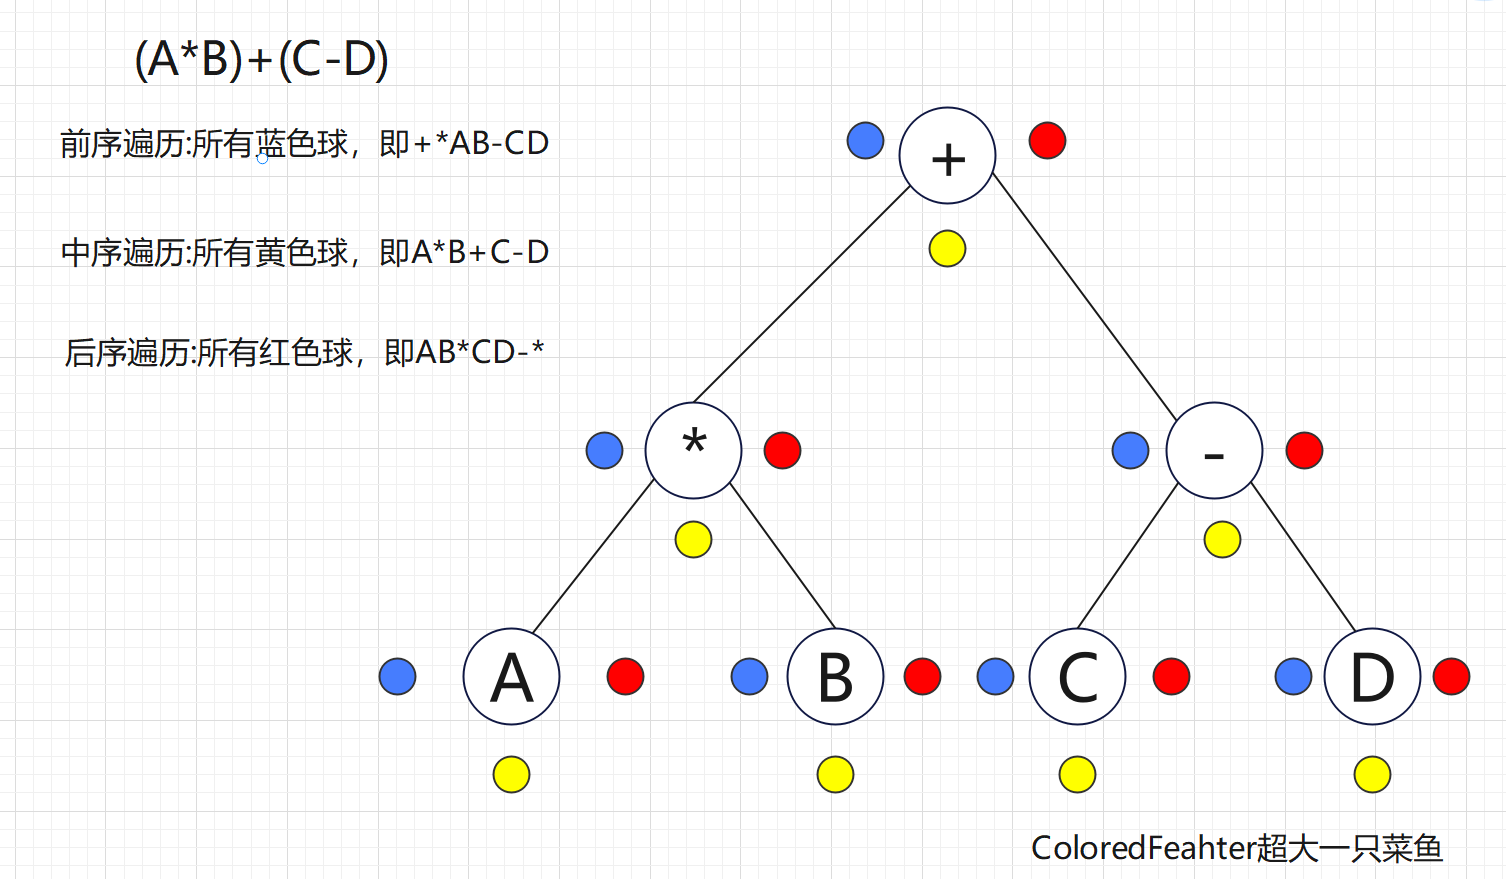 (A*B)+(C-D)
前序遍历:所有蓝色球，即+*AB-CD
中序遍历:所有黄色球，即A*B+C-D
后序遍历:所有红色球，即AB*CD-*
+
*
-
A
B
C
D
ColoredFeahter超大一只菜鱼